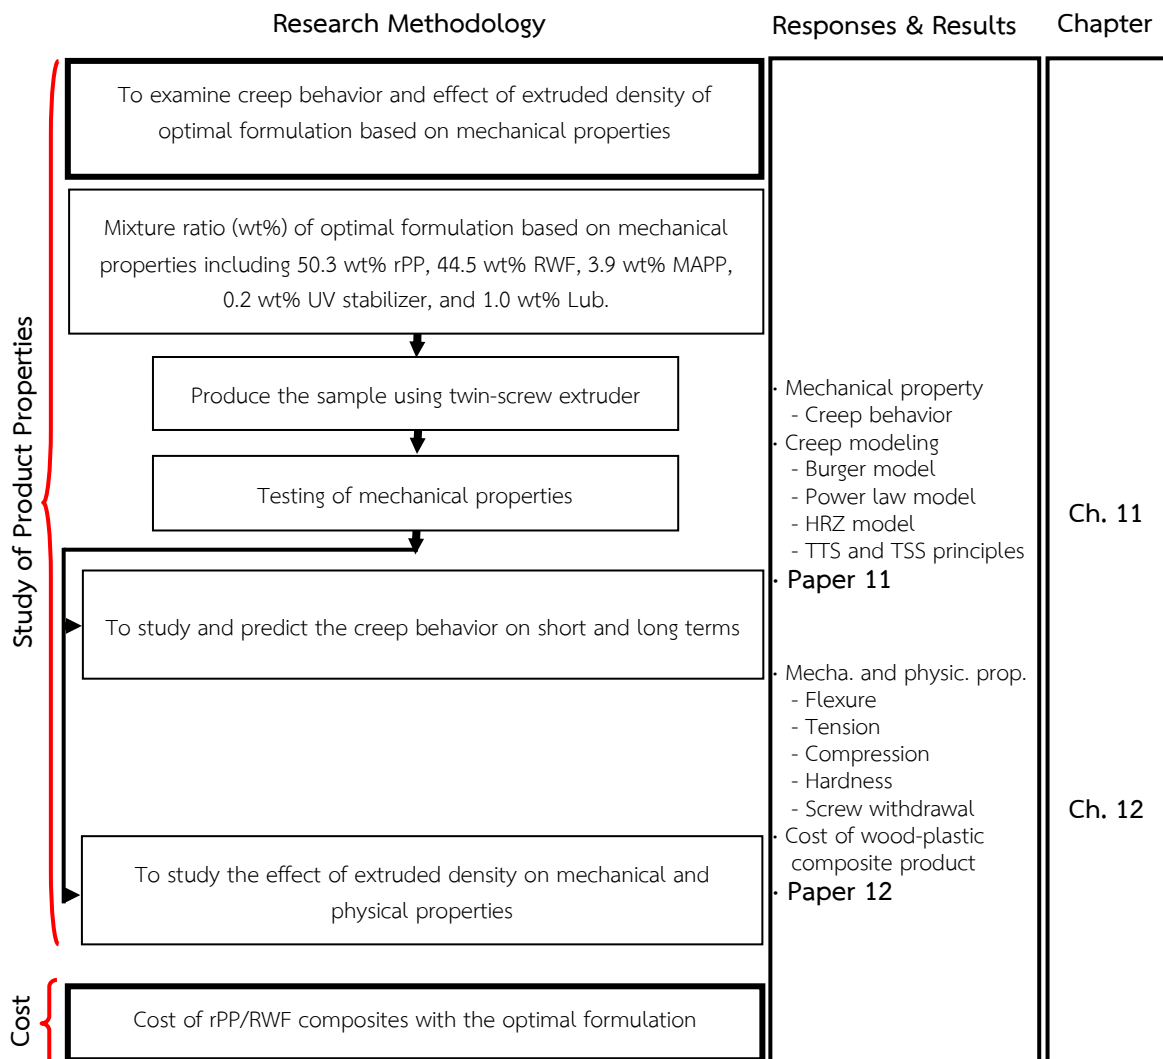 Research Methodology
Responses & Results
Chapter
Study of Product Properties
To examine creep behavior and effect of extruded density of
optimal formulation based on mechanical properties
Mixture ratio (wt%) of optimal formulation based on mechanical
properties including 50.3 wt% rPP, 44.5 wt% RWF, 3.9 wt% MAPP,
0.2 wt% UV stabilizer, and 1.0 wt% Lub.
Produce the sample using twin-screw extruder
Testing of mechanical properties
To study and predict the creep behavior on short and long terms
To study the effect of extruded density on mechanical and
physical properties
· Mechanical property
- Creep behavior
· Creep modeling
- Burger model
- Power law model
- HRZ model
- TTS and TSS principles
· Paper 11
Ch. 11
· Mecha. and physic. prop.
- Flexure
- Tension
- Compression
- Hardness
- Screw withdrawal
· Cost of wood-plastic
composite product
· Paper 12
Ch. 12
Cost
Cost of rPP/RWF composites with the optimal formulation